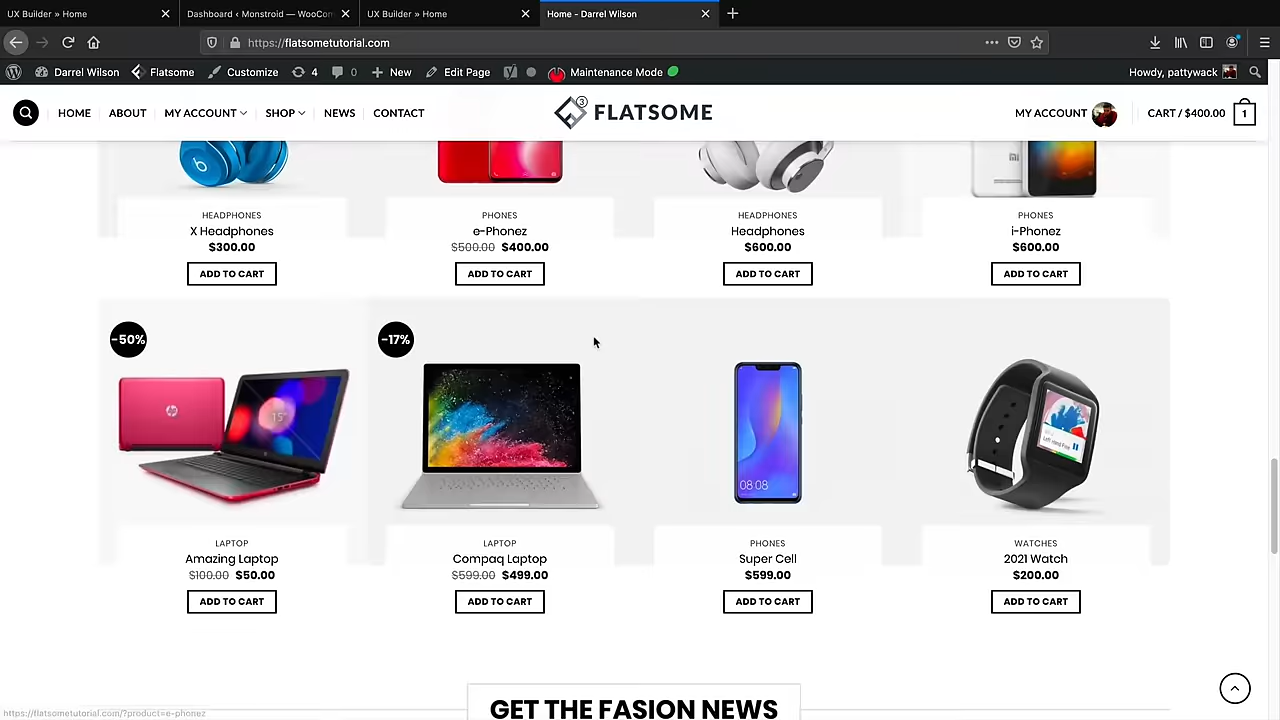 UX Builder » Home
Dashboard ‹ Monstroid — WooCom
UX Builder » Home
Home - Darrel Wilson
https://flatsometutorial.com
Darrel Wilson
Flatsome
Customize
4
0
New
Edit Page
Maintenance Mode
Howdy, pattywack
HOME
ABOUT
MY ACCOUNT
SHOP
NEWS
CONTACT
3
FLATSOME
MY ACCOUNT
CART / $400.00
1
HEADPHONES
X Headphones
$300.00
ADD TO CART
PHONES
e-Phonez
$500.00 $400.00
ADD TO CART
HEADPHONES
Headphones
$600.00
ADD TO CART
PHONES
i-Phonez
$600.00
ADD TO CART
-50%
15"
LAPTOP
Amazing Laptop
$100.00 $50.00
ADD TO CART
-17%
LAPTOP
Compaq Laptop
$599.00 $499.00
ADD TO CART
08 08
PHONES
Super Cell
$599.00
ADD TO CART
WATCHES
2021 Watch
$200.00
ADD TO CART
GET THE FASION NEWS
https://flatsometutorial.com/?product=e-phonez